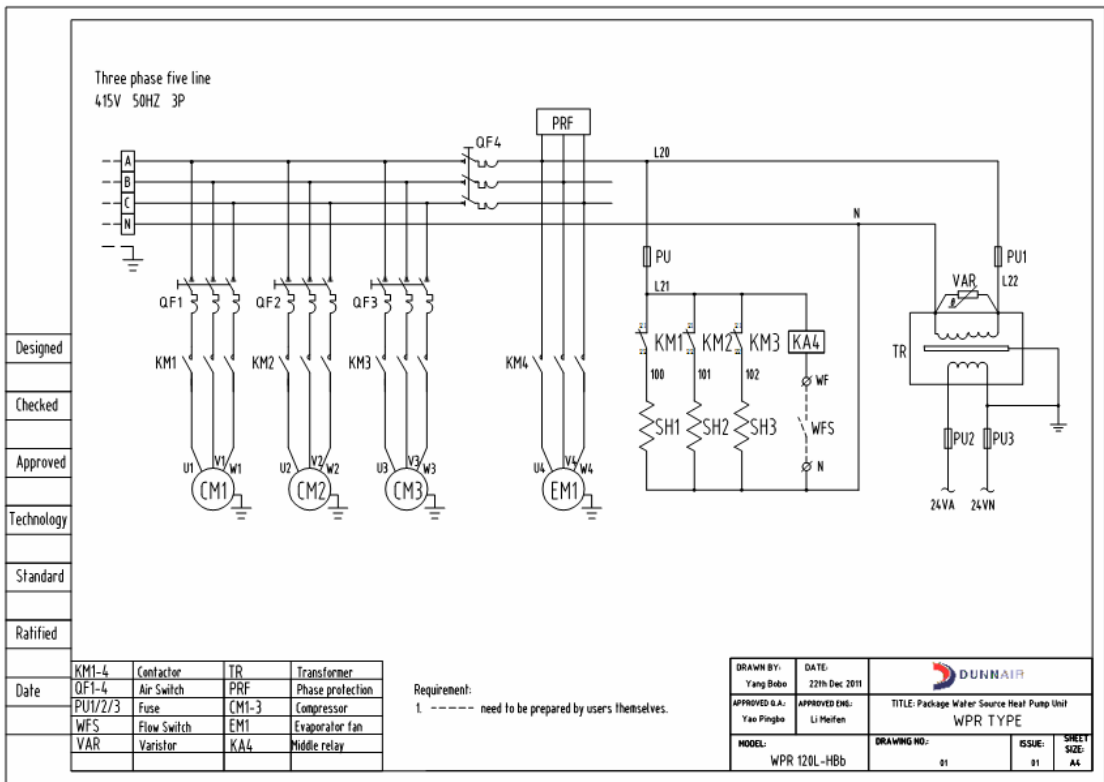 Three phase five line
415V 50HZ 3P
PRF
QF4
A
B
C
N
L20
N
PU
PU1
L21
L22
VAR
QF1
QF2
QF3
KM1
KM2
KM3
KM4
21
KM1
22
21
KM2
22
21
KM3
22
KA4
TR
100
101
102
WF
SH1
SH2
SH3
WFS
N
PU2
PU3
24VA
24VN
U1
V1
W1
U2
V2
W2
U3
V3
W3
U4
V4
W4
CM1
CM2
CM3
EM1
Designed
Checked
Approved
Technology
Standard
Ratified
Date
KM1-4 Contactor TR Transformer
QF1-4 Air Switch PRF Phase protection
PU1/2/3 Fuse CM1-3 Compressor
WFS Flow Switch EM1 Evaporator fan
VAR Varistor KA4 Middle relay
Requirement:
1. ----- need to be prepared by users themselves.
DRAWN BY: DATE:
Yang Bobo 22th Dec 2011
DUNNAIR
APPROVED Q.A.: APPROVED ENG.: TITLE: Package Water Source Heat Pump Unit
Yao Pingbo Li Meifen WPR TYPE
MODEL: DRAWING NO.: ISSUE: SHEET SIZE:
WPR 120L-HBb 01 01 A4